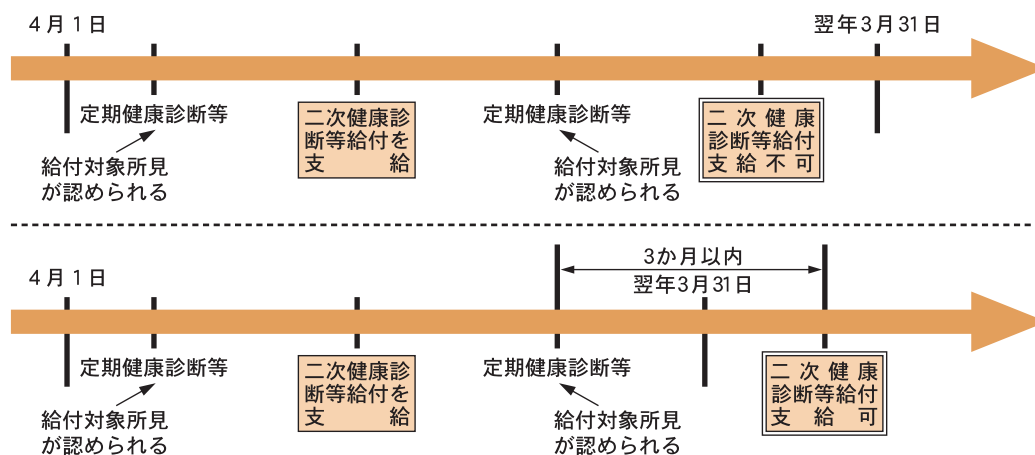 4月1日
翌年3月31日
定期健康診断等
給付対象所見
が認められる
二次健康診
断等給付を
支給
定期健康診断等
給付対象所見
が認められる
二次健康
診断等給付
支給不可
3か月以内
4月1日
翌年3月31日
定期健康診断等
給付対象所見
が認められる
二次健康診
断等給付を
支給
定期健康診断等
給付対象所見
が認められる
二次健康
診断等給付
支給可